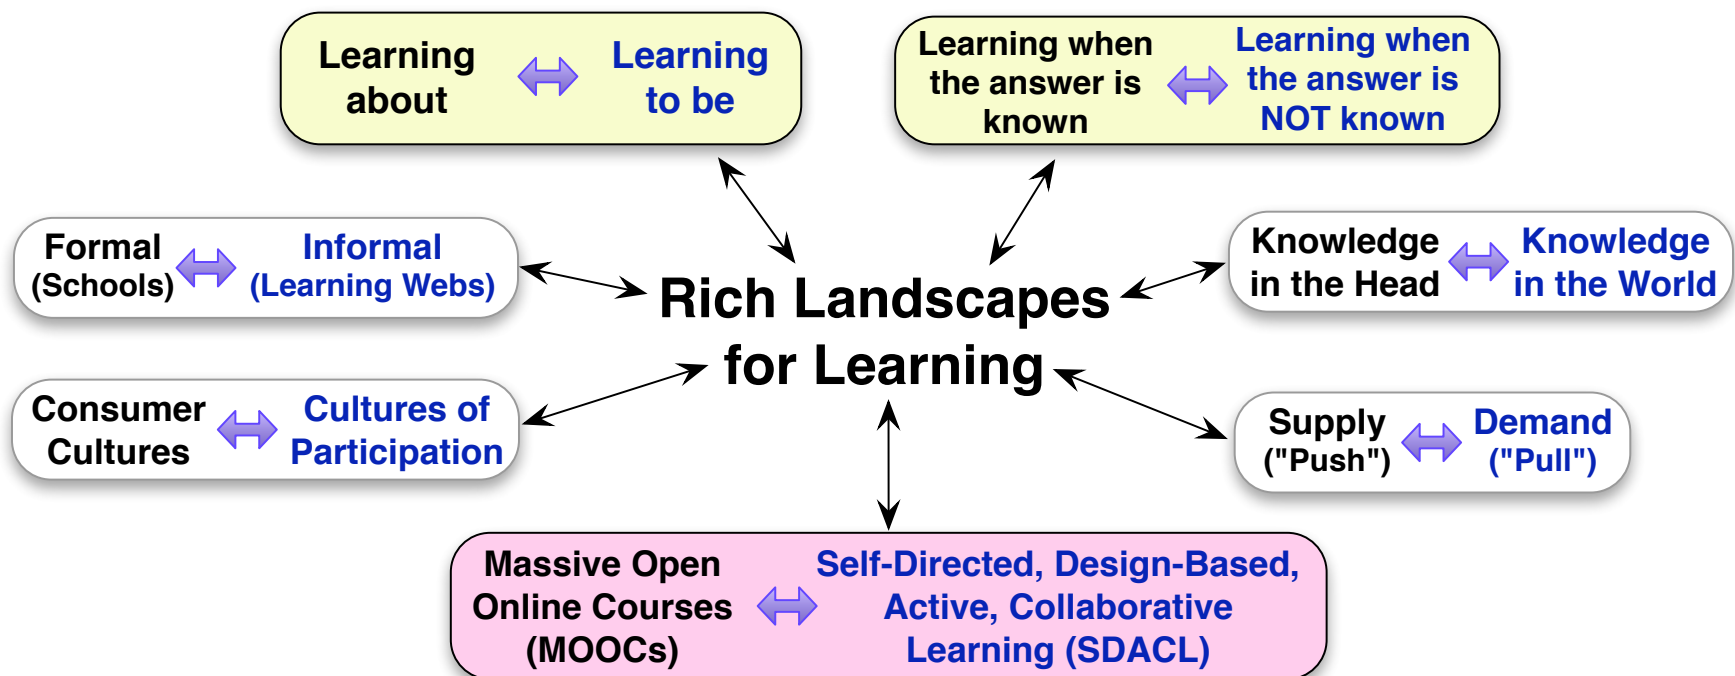 Learning
about
Learning
to be
Learning when
the answer is
known
Learning when
the answer is
NOT known
Formal
(Schools)
Informal
(Learning Webs)
Rich Landscapes
for Learning
Knowledge
in the Head
Knowledge
in the World
Consumer
Cultures
Cultures of
Participation
Supply
("Push")
Demand
("Pull")
Massive Open
Online Courses
(MOOCs)
Self-Directed, Design-Based,
Active, Collaborative
Learning (SDACL)